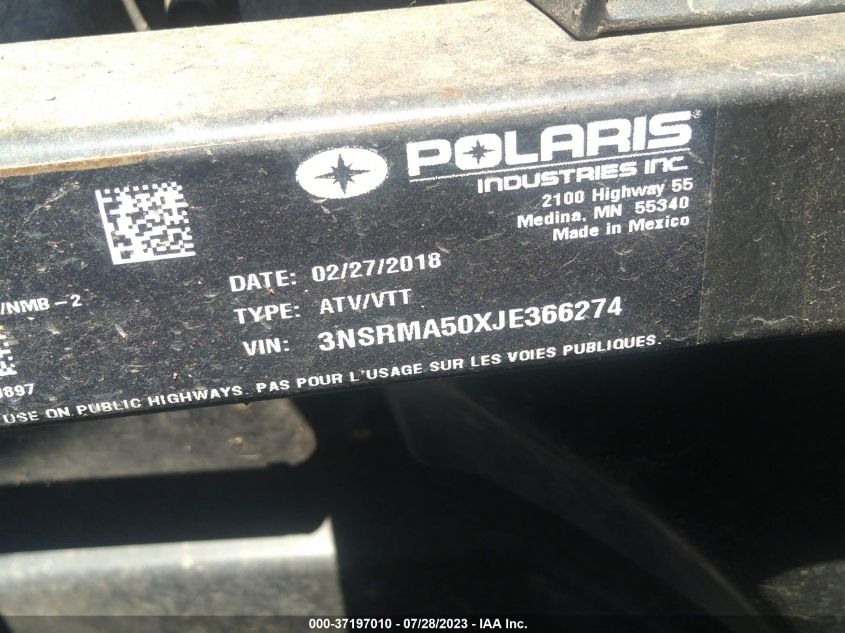 POLARIS®
INDUSTRIES INC.
2100 Highway 55
Medina, MN 55340
Made in Mexico
DATE: 02/27/2018
/NMB-2
TYPE: ATV/VTT
VIN: 3NSRMA50XJE366274
897
USE ON PUBLIC HIGHWAYS. PAS POUR L'USAGE SUR LES VOIES PUBLIQUES.
000-37197010 - 07/28/2023 - IAA Inc.